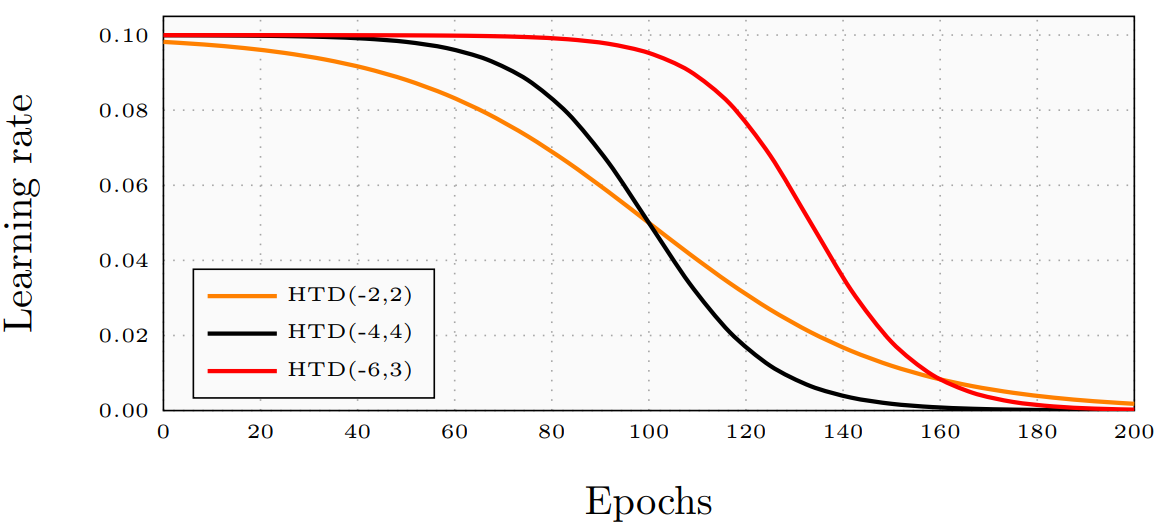 Learning rate
0.10
0.08
0.06
0.04
0.02
0.00
HTD(-2,2)
HTD(-4,4)
HTD(-6,3)
0 20 40 60 80 100 120 140 160 180 200
Epochs